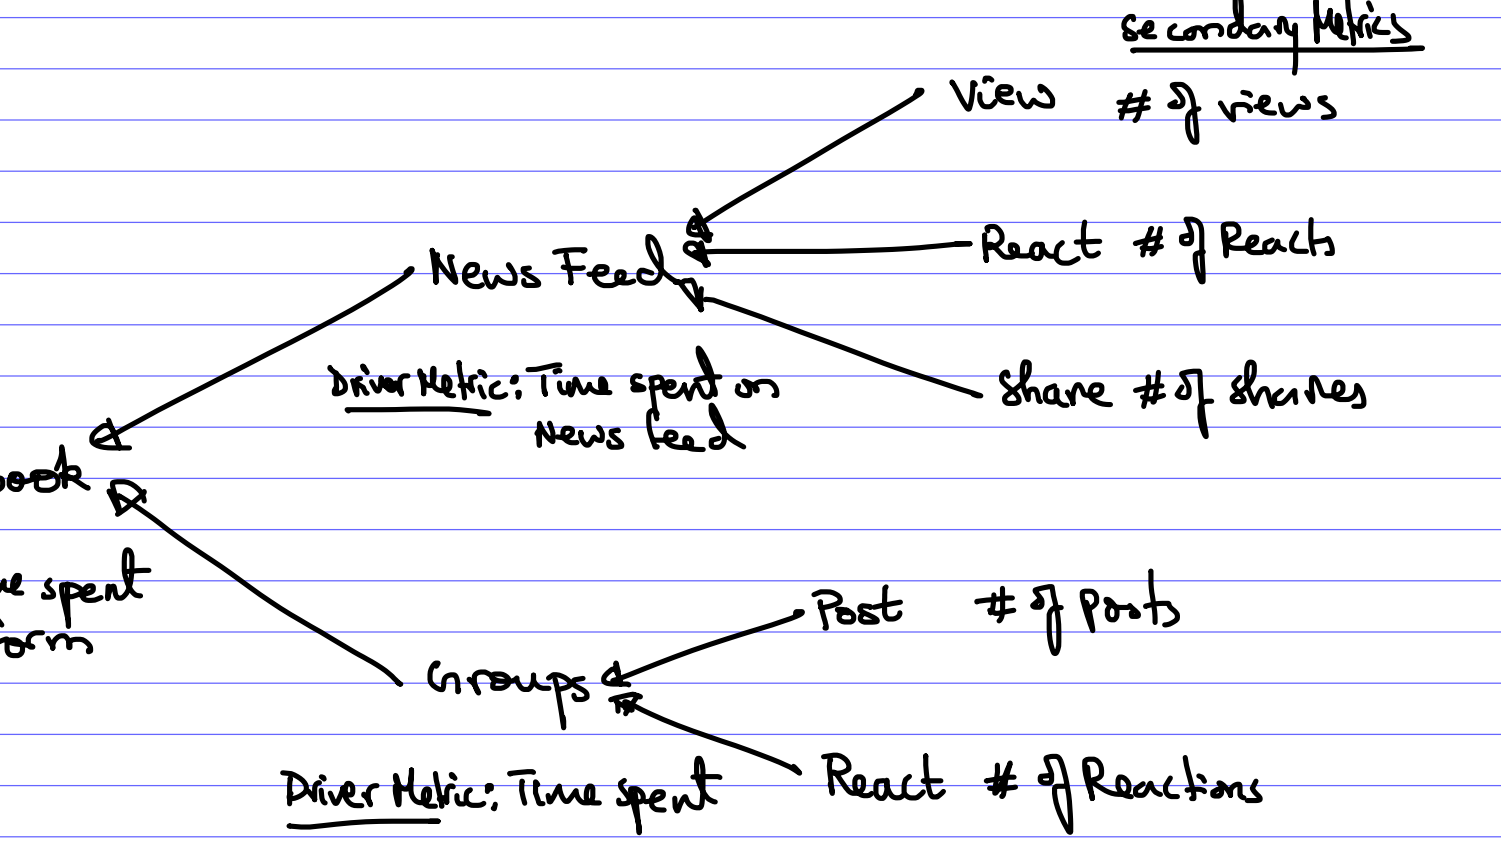 secondary Metrics
View # of views
React # of Reacts
News Feed
Driver Metric: Time spent on
News feed
Share # of shares
ook
spent
orm
Post # of posts
Groups
Driver Metric: Time spent
React # of Reactions